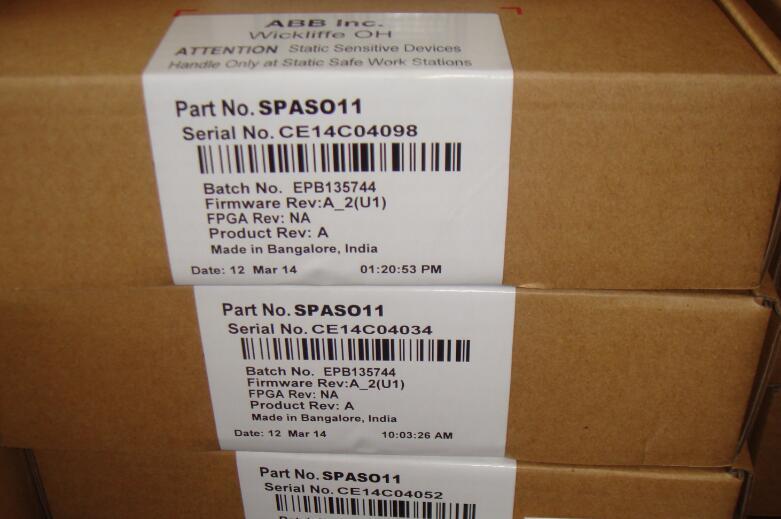 ABB Inc.
Wickliffe OH
ATTENTION Static Sensitive Devices
Handle Only at Static Safe Work Stations
Part No. SPASO11
Serial No. CE14C04098
Batch No. EPB135744
Firmware Rev:A_2(U1)
FPGA Rev: NA
Product Rev: A
Made in Bangalore, India
Date: 12 Mar 14 01:20:53 PM
Part No. SPASO11
Serial No. CE14C04034
Batch No. EPB135744
Firmware Rev:A_2(U1)
FPGA Rev: NA
Product Rev: A
Made in Bangalore, India
Date: 12 Mar 14 10:03:26 AM
Part No. SPASO11
Serial No. CE14C04052